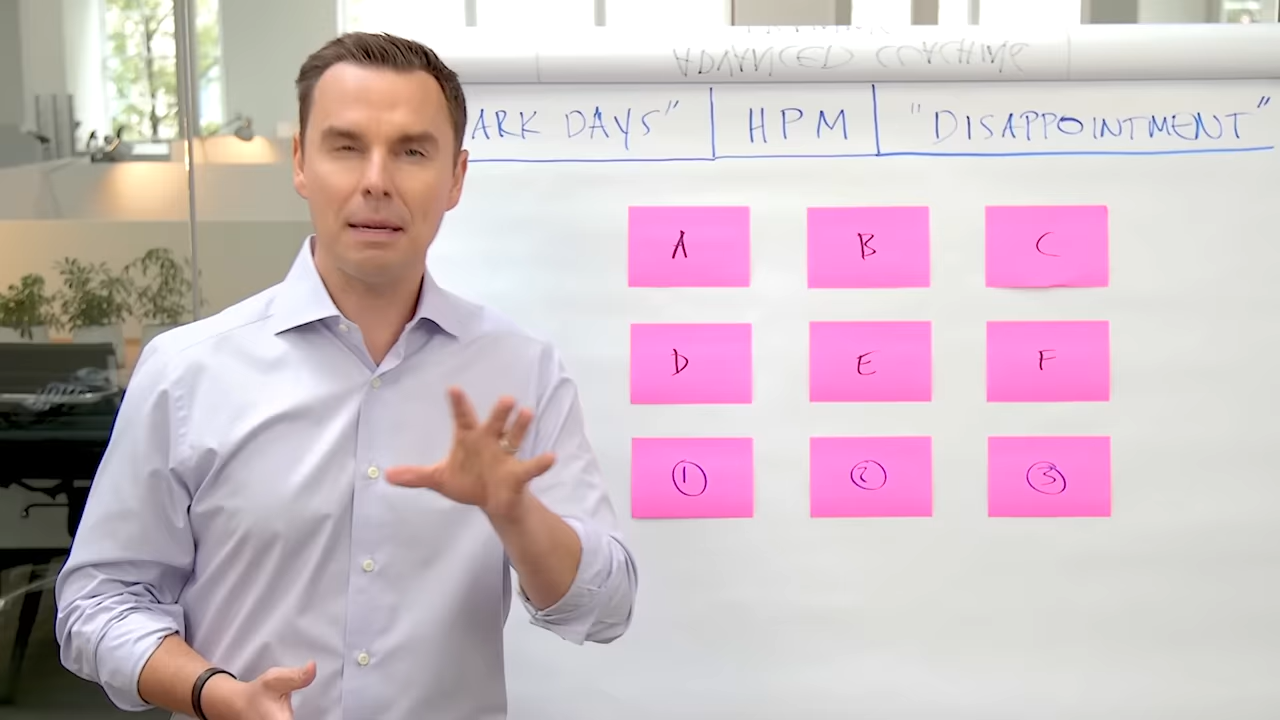 ADVANCED COACHING
ARK DAYS" HPM "DISAPPOINTMENT"
A B C
D E F
1 2 3